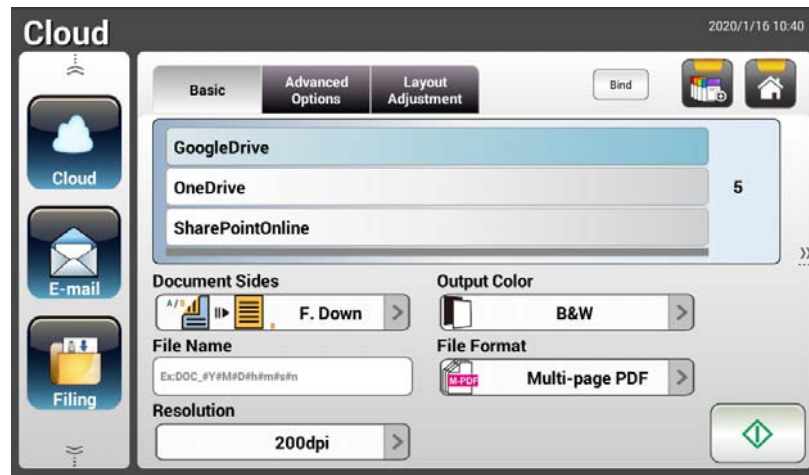 Cloud
2020/1/16 10:40
Basic
Advanced
Options
Layout
Adjustment
Bind
Cloud
E-mail
Filing
GoogleDrive
OneDrive
SharePointOnline
5
Document Sides
A/B
F. Down
Output Color
B&W
File Name
Ex:DOC_#Y#M#D#h#m#s#n
File Format
M-PDF
Multi-page PDF
Resolution
200dpi